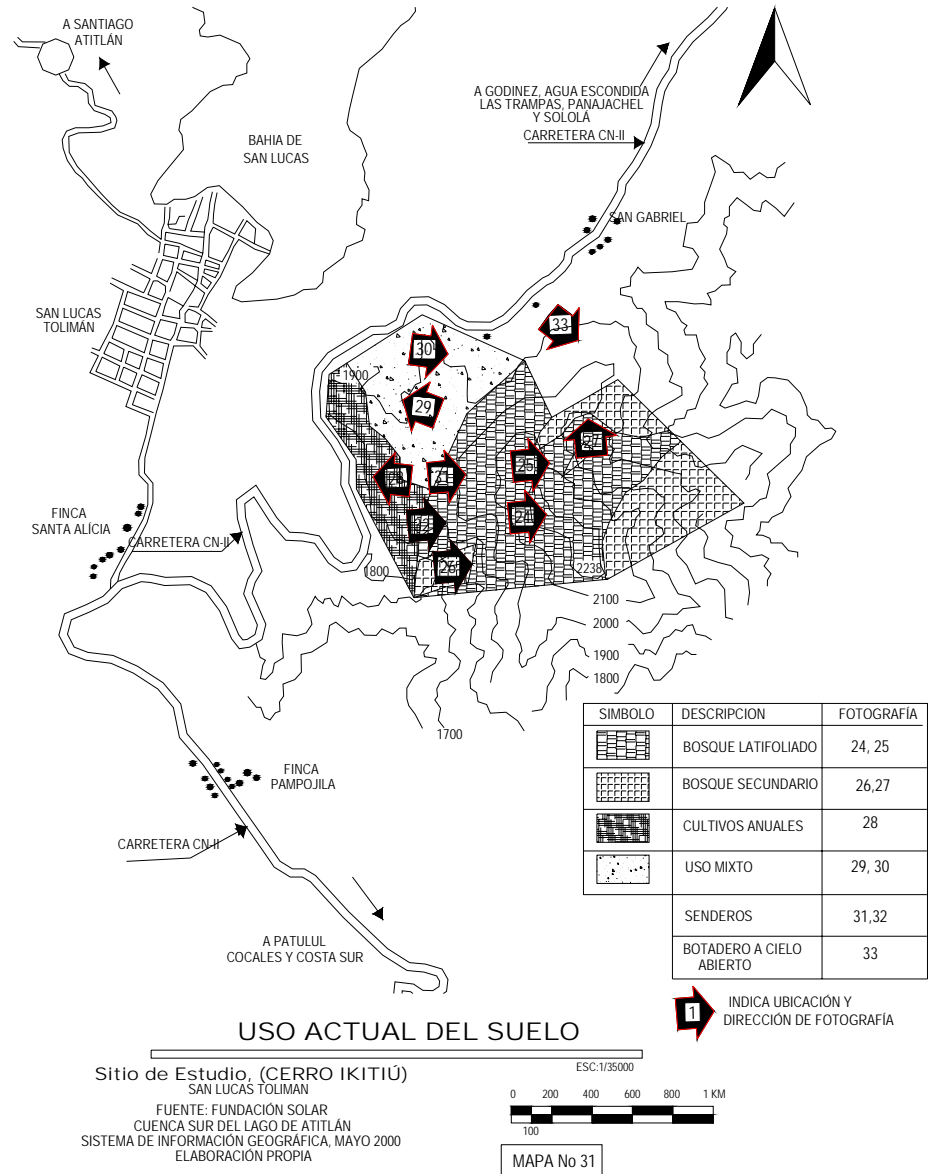 A SANTIAGO
ATITLÁN
A GODINEZ, AGUA ESCONDIDA
LAS TRAMPAS, PANAJACHEL
Y SOLOLÁ
CARRETERA CN-II
BAHIA DE
SAN LUCAS
SAN GABRIEL
SAN LUCAS
TOLIMÁN
33
30
1900
29
27
25
28
31
24
32
26
FINCA
SANTA ALÍCIA
CARRETERA CN-II
1800
2238
2100
2000
1900
1800
1700
FINCA
PAMPOJILA
CARRETERA CN-II
A PATULUL
COCALES Y COSTA SUR
SIMBOLO DESCRIPCION FOTOGRAFÍA
BOSQUE LATIFOLIADO 24, 25
BOSQUE SECUNDARIO 26,27
CULTIVOS ANUALES 28
USO MIXTO 29, 30
SENDEROS 31,32
BOTADERO A CIELO
ABIERTO 33
1
INDICA UBICACIÓN Y
DIRECCIÓN DE FOTOGRAFÍA
USO ACTUAL DEL SUELO
ESC:1/35000
Sitio de Estudio, (CERRO IKITIÚ)
SAN LUCAS TOLIMAN
FUENTE: FUNDACIÓN SOLAR
CUENCA SUR DEL LAGO DE ATITLÁN
SISTEMA DE INFORMACIÓN GEOGRÁFICA, MAYO 2000
ELABORACIÓN PROPIA
0 200 400 600 800 1 KM
100
MAPA No 31